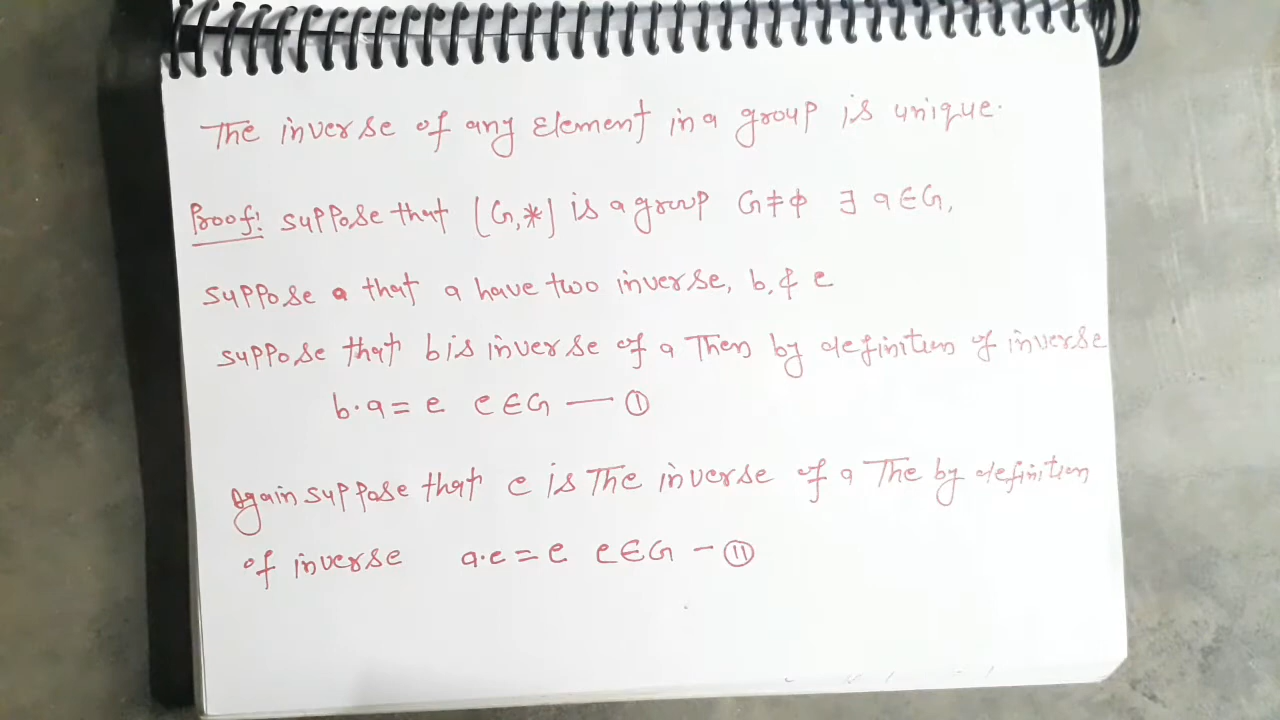 The inverse of any Element in a group is unique.
Proof: suppose that (G,*) is a group G≠ϕ ∃ a∈G,
suppose a that a have two inverse, b, & c
suppose that b is inverse of a Then by definition of inverse
b·a = e e∈G — ①
Again suppose that c is The inverse of a The by definition
of inverse a·c = e e∈G – ⑪